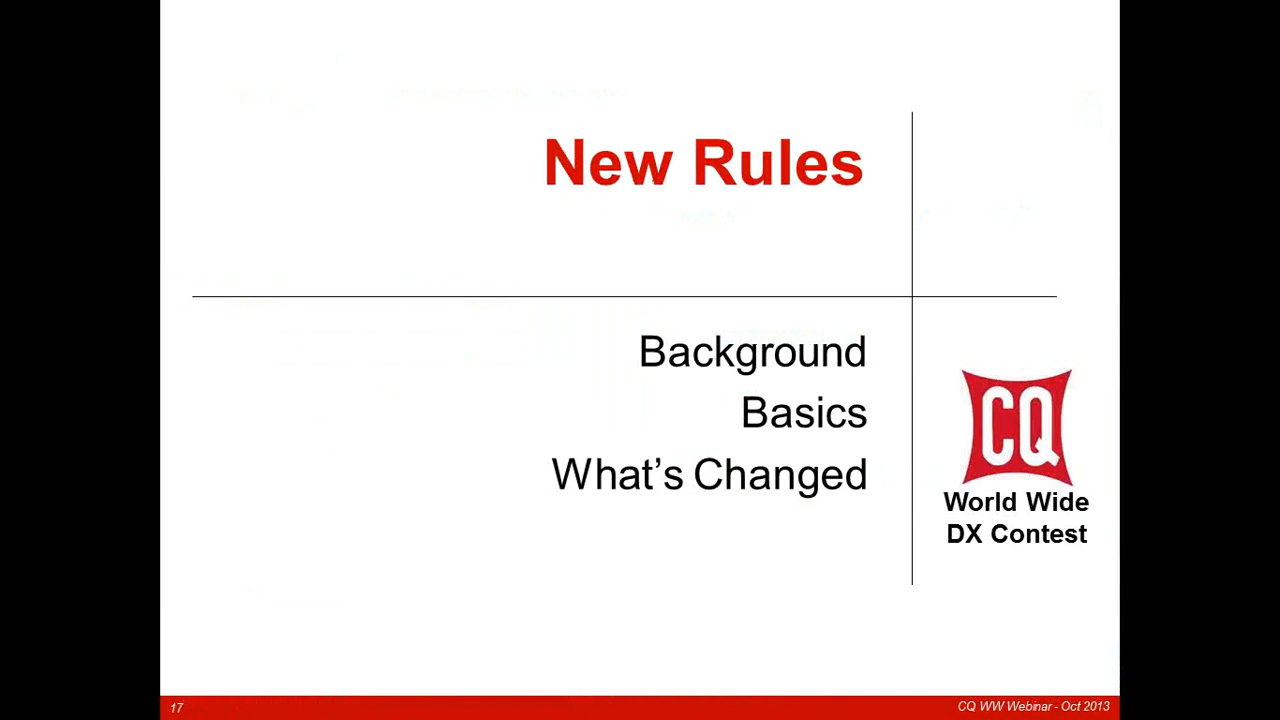 New Rules
Background
Basics
What's Changed
CQ
World Wide
DX Contest
17
CQ WW Webinar - Oct 2013